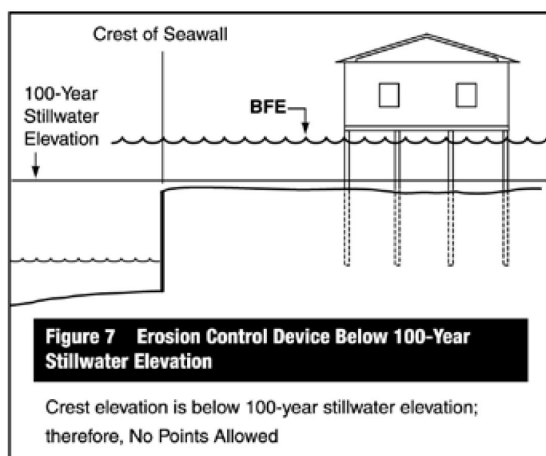 Crest of Seawall
100-Year
Stillwater
Elevation
BFE
Figure 7 Erosion Control Device Below 100-Year
Stillwater Elevation
Crest elevation is below 100-year stillwater elevation;
therefore, No Points Allowed